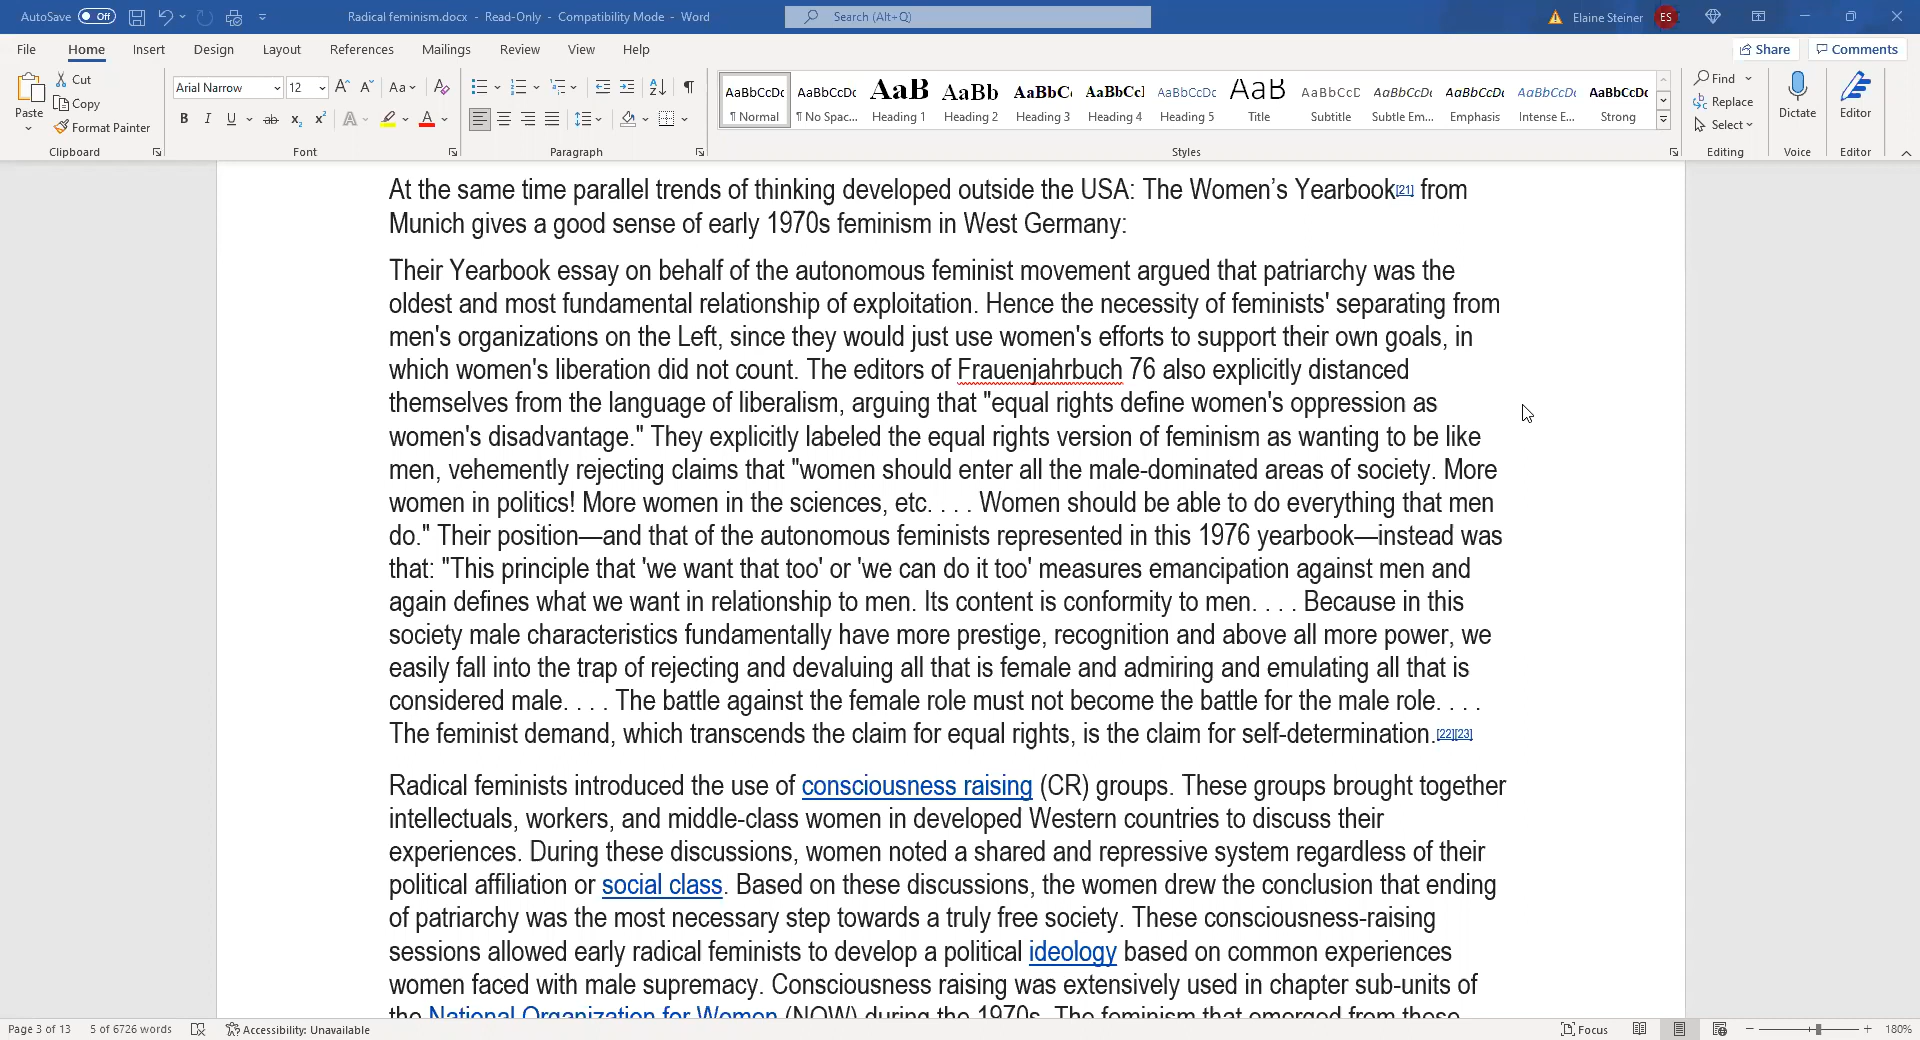 AutoSave Off Radical feminism.docx - Read-Only - Compatibility Mode - Word Search (Alt+Q) Elaine Steiner ES
File Home Insert Design Layout References Mailings Review View Help Share Comments
Paste Cut Copy Format Painter
Clipboard
Arial Narrow 12
Font
Paragraph
AaBbCcDc AaBbCcDc AaB AaBb AaBbC AaBbCcI AaBbCcDc AaB AaBbCcD AaBbCcDc AaBbCcDc AaBbCcDc AaBbCcDc
¶ Normal ¶ No Spac... Heading 1 Heading 2 Heading 3 Heading 4 Heading 5 Title Subtitle Subtle Em... Emphasis Intense E... Strong
Styles
Find Replace Select
Editing
Dictate
Voice
Editor
Editor
At the same time parallel trends of thinking developed outside the USA: The Women’s Yearbook[21] from
Munich gives a good sense of early 1970s feminism in West Germany:
Their Yearbook essay on behalf of the autonomous feminist movement argued that patriarchy was the
oldest and most fundamental relationship of exploitation. Hence the necessity of feminists' separating from
men's organizations on the Left, since they would just use women's efforts to support their own goals, in
which women's liberation did not count. The editors of Frauenjahrbuch 76 also explicitly distanced
themselves from the language of liberalism, arguing that "equal rights define women's oppression as
women's disadvantage." They explicitly labeled the equal rights version of feminism as wanting to be like
men, vehemently rejecting claims that "women should enter all the male-dominated areas of society. More
women in politics! More women in the sciences, etc. . . . Women should be able to do everything that men
do." Their position—and that of the autonomous feminists represented in this 1976 yearbook—instead was
that: "This principle that 'we want that too' or 'we can do it too' measures emancipation against men and
again defines what we want in relationship to men. Its content is conformity to men. . . . Because in this
society male characteristics fundamentally have more prestige, recognition and above all more power, we
easily fall into the trap of rejecting and devaluing all that is female and admiring and emulating all that is
considered male. . . . The battle against the female role must not become the battle for the male role. . . .
The feminist demand, which transcends the claim for equal rights, is the claim for self-determination.[22][23]
Radical feminists introduced the use of consciousness raising (CR) groups. These groups brought together
intellectuals, workers, and middle-class women in developed Western countries to discuss their
experiences. During these discussions, women noted a shared and repressive system regardless of their
political affiliation or social class. Based on these discussions, the women drew the conclusion that ending
of patriarchy was the most necessary step towards a truly free society. These consciousness-raising
sessions allowed early radical feminists to develop a political ideology based on common experiences
women faced with male supremacy. Consciousness raising was extensively used in chapter sub-units of
the National Organization for Women (NOW) during the 1970s. The feminism that emerged from these
Page 3 of 13 5 of 6726 words Accessibility: Unavailable Focus 180%